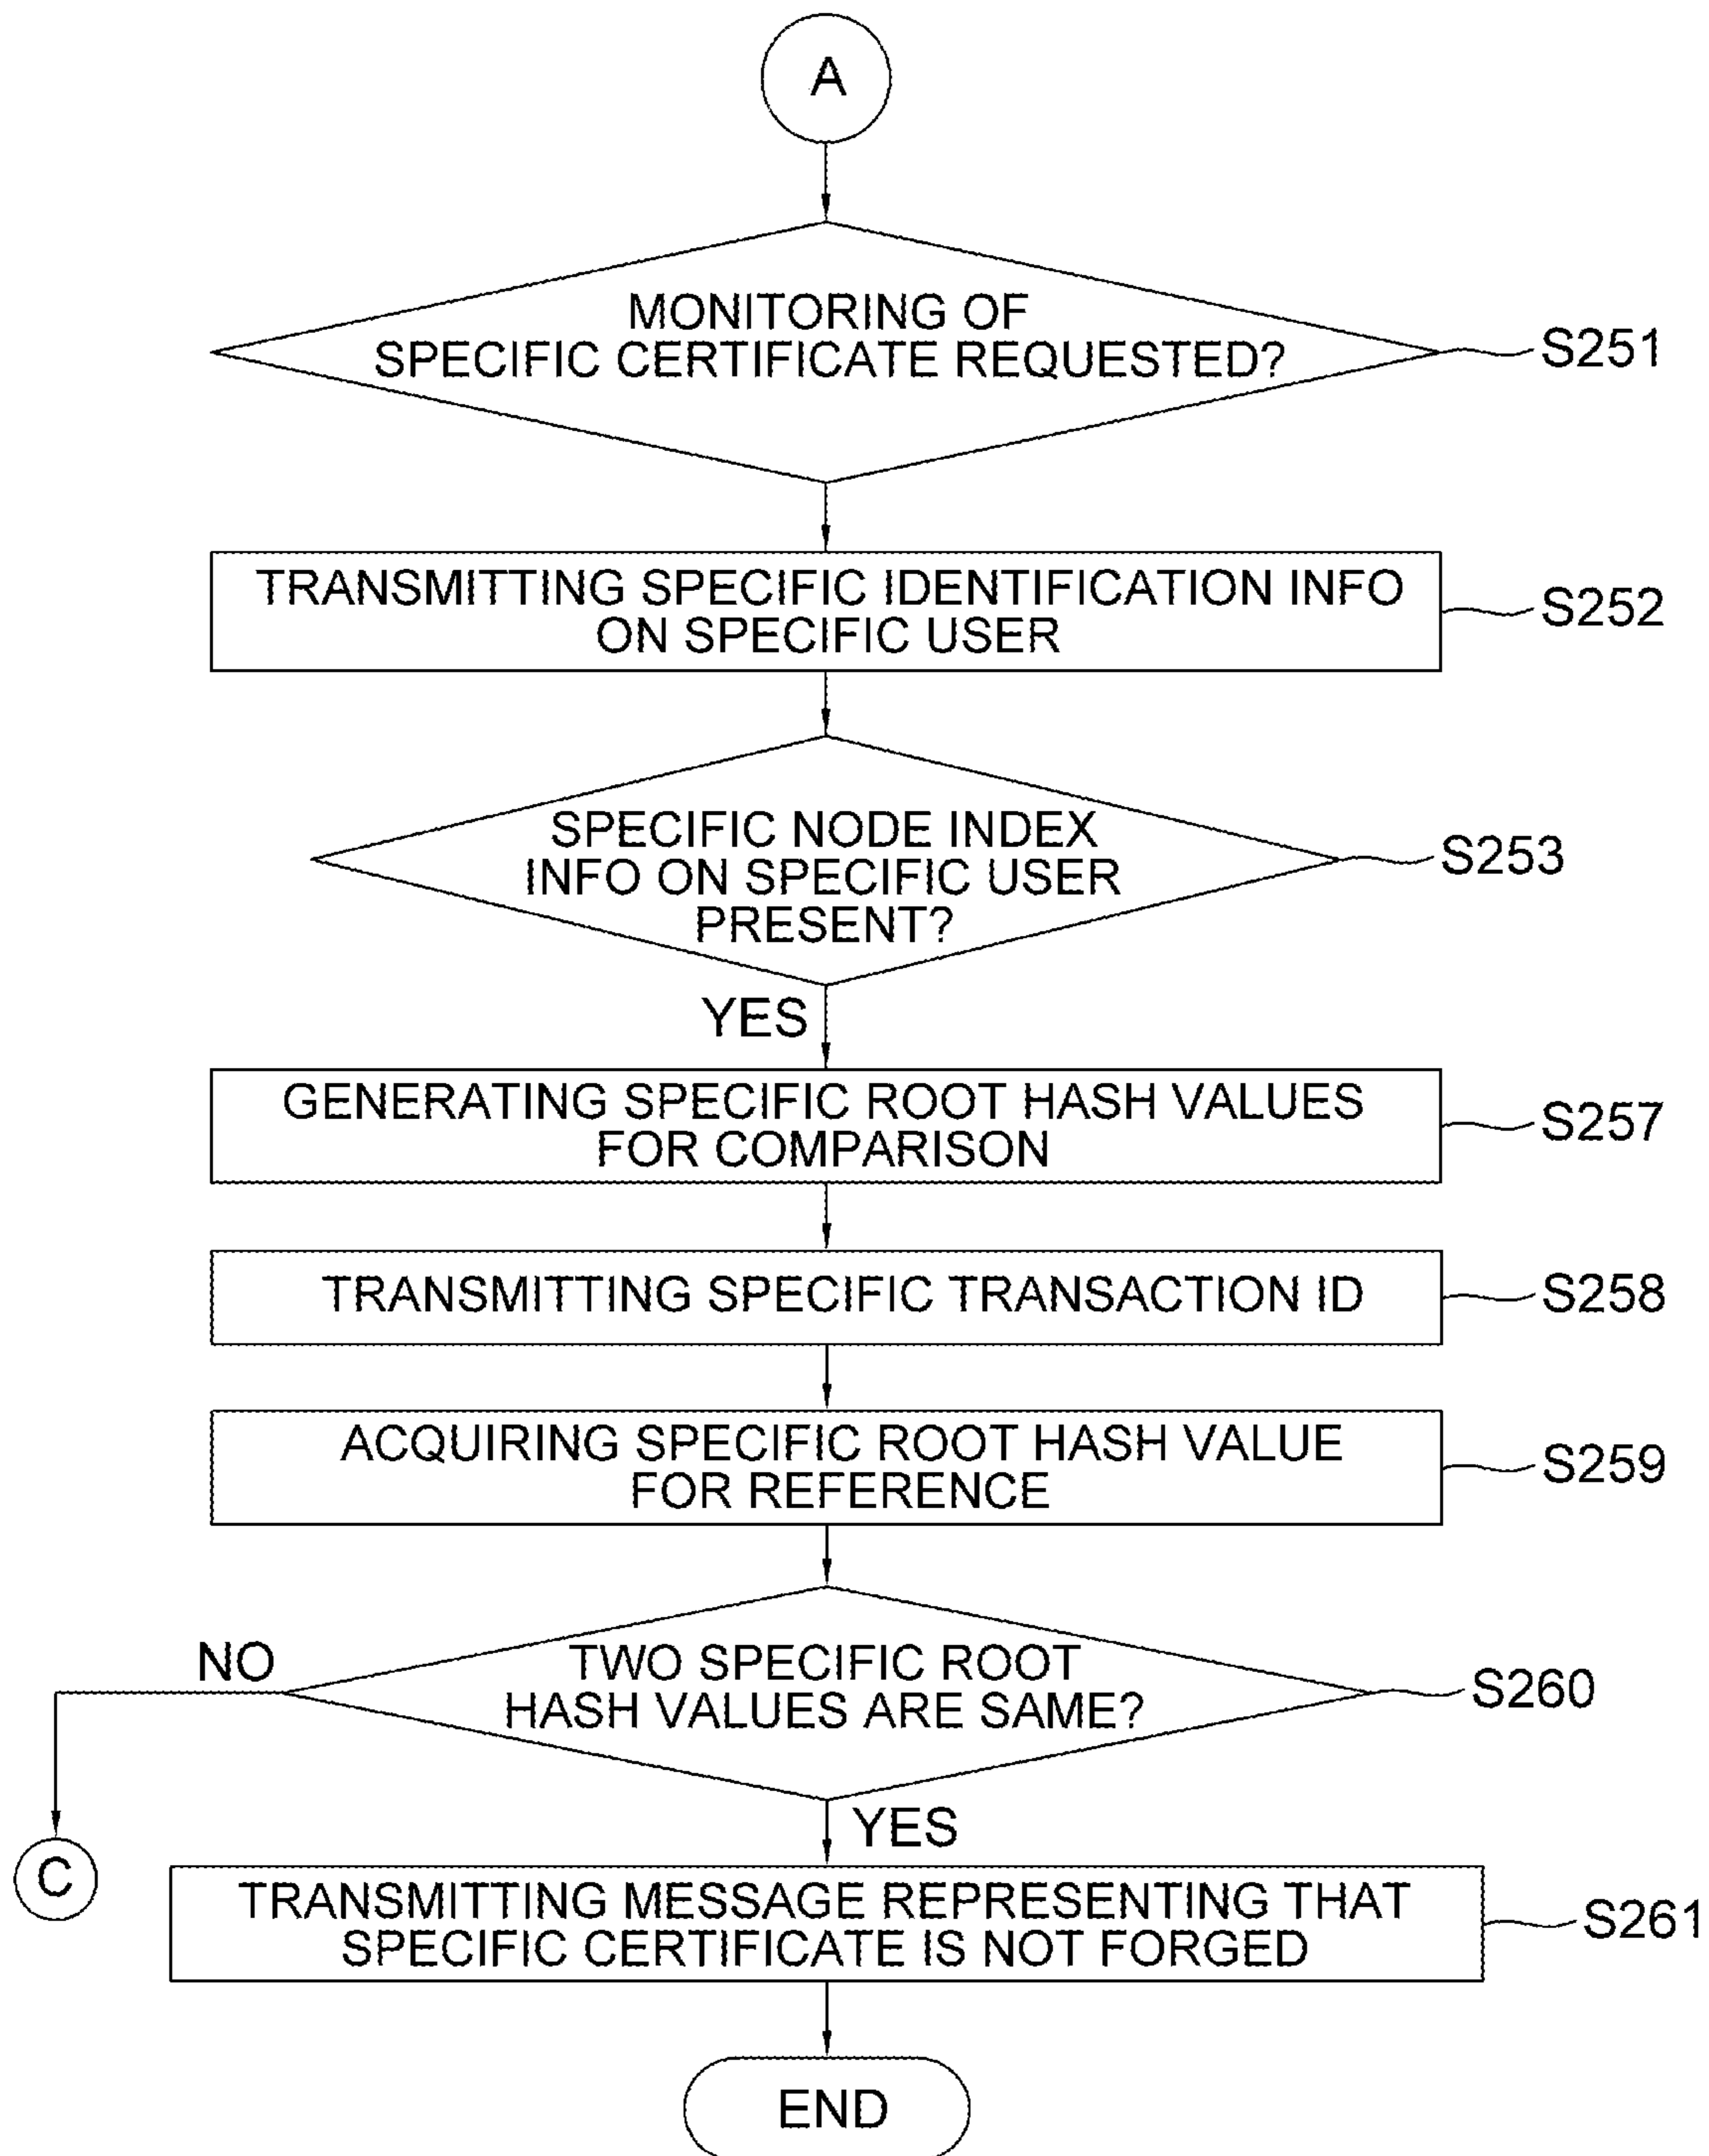 A
MONITORING OF
SPECIFIC CERTIFICATE REQUESTED?
S251
TRANSMITTING SPECIFIC IDENTIFICATION INFO
ON SPECIFIC USER
S252
SPECIFIC NODE INDEX
INFO ON SPECIFIC USER
PRESENT?
S253
YES
GENERATING SPECIFIC ROOT HASH VALUES
FOR COMPARISON
S257
TRANSMITTING SPECIFIC TRANSACTION ID
S258
ACQUIRING SPECIFIC ROOT HASH VALUE
FOR REFERENCE
S259
NO
TWO SPECIFIC ROOT
HASH VALUES ARE SAME?
S260
YES
C
TRANSMITTING MESSAGE REPRESENTING THAT
SPECIFIC CERTIFICATE IS NOT FORGED
S261
END